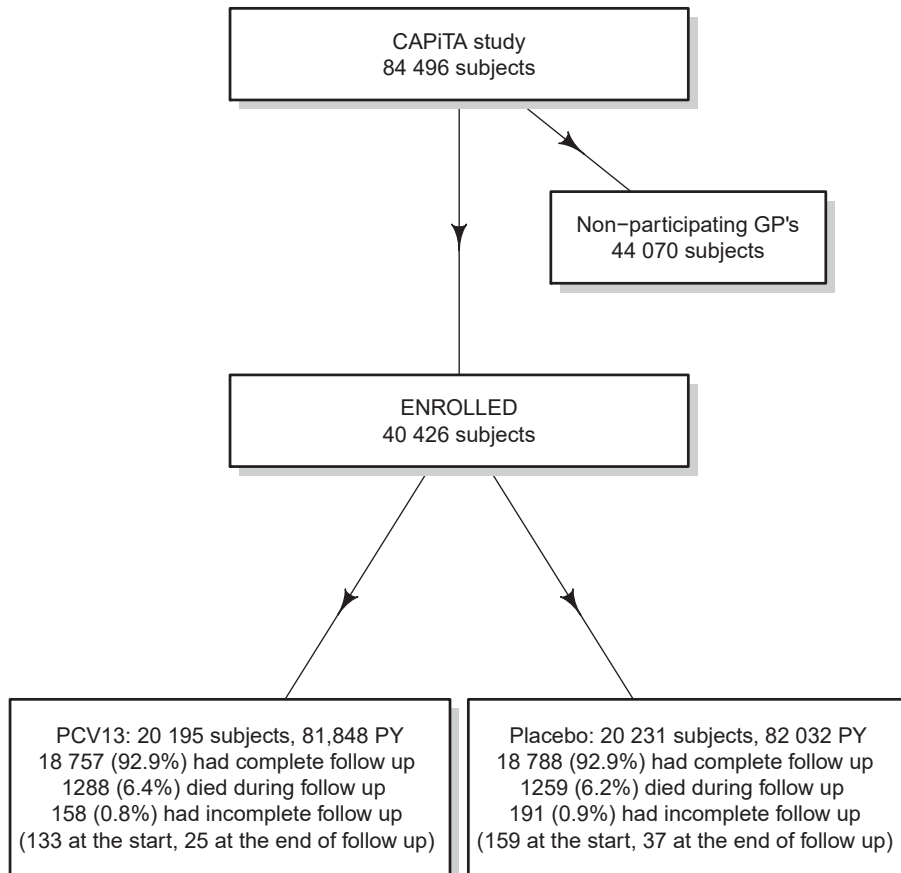 CAPiTA study
84 496 subjects
Non−participating GP's
44 070 subjects
ENROLLED
40 426 subjects
PCV13: 20 195 subjects, 81,848 PY
18 757 (92.9%) had complete follow up
1288 (6.4%) died during follow up
158 (0.8%) had incomplete follow up
(133 at the start, 25 at the end of follow up)
Placebo: 20 231 subjects, 82 032 PY
18 788 (92.9%) had complete follow up
1259 (6.2%) died during follow up
191 (0.9%) had incomplete follow up
(159 at the start, 37 at the end of follow up)